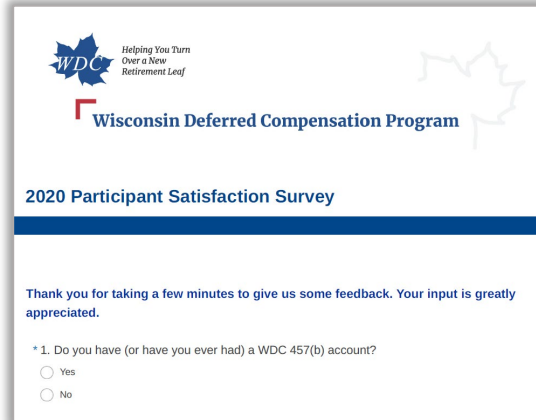 WDC
Helping You Turn
Over a New
Retirement Leaf
Wisconsin Deferred Compensation Program
2020 Participant Satisfaction Survey
Thank you for taking a few minutes to give us some feedback. Your input is greatly
appreciated.
* 1. Do you have (or have you ever had) a WDC 457(b) account?
Yes
No